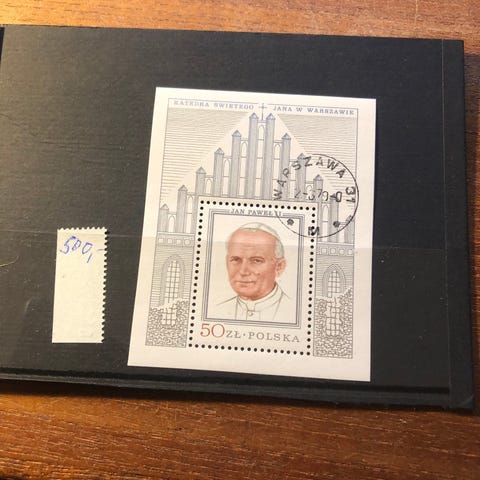 KATEDRA ŚWIĘTEGO + JANA W WARSZAWIE
WARSZAWA 31
JAN PAWEŁ II
50 ZŁ • POLSKA
500,-